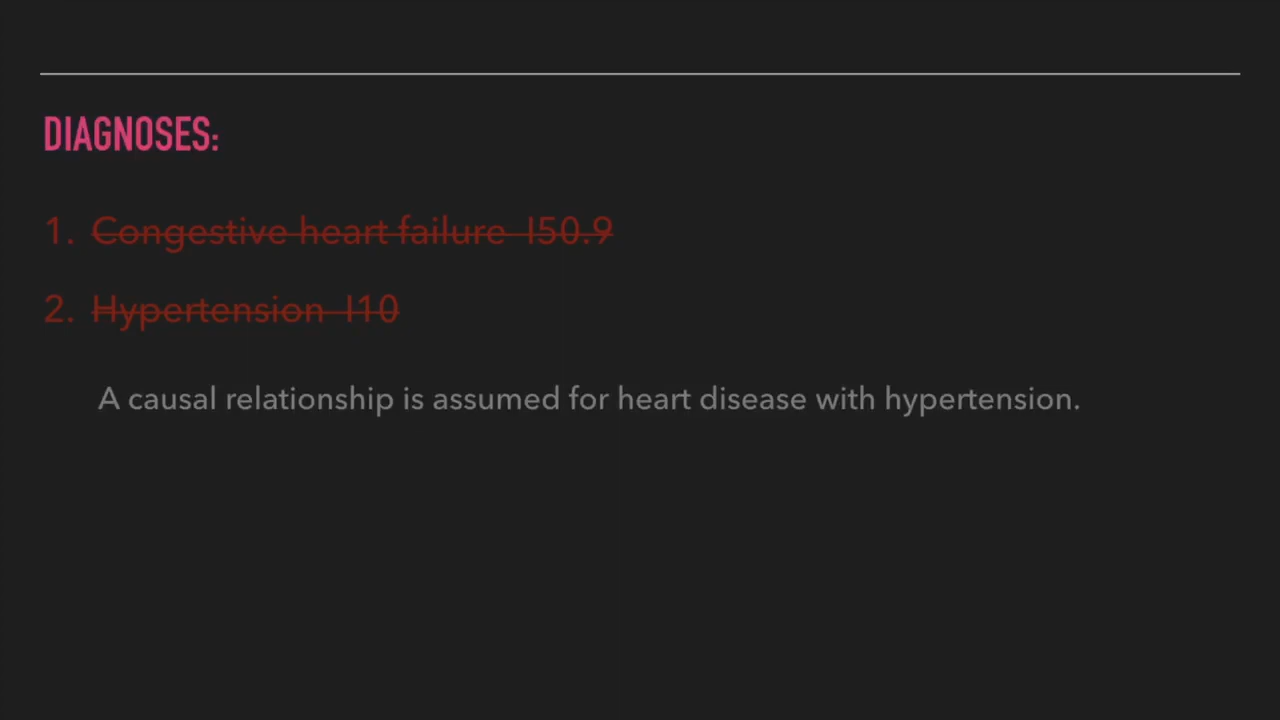 DIAGNOSES:
1. Congestive heart failure I50.9
2. Hypertension I10
A causal relationship is assumed for heart disease with hypertension.